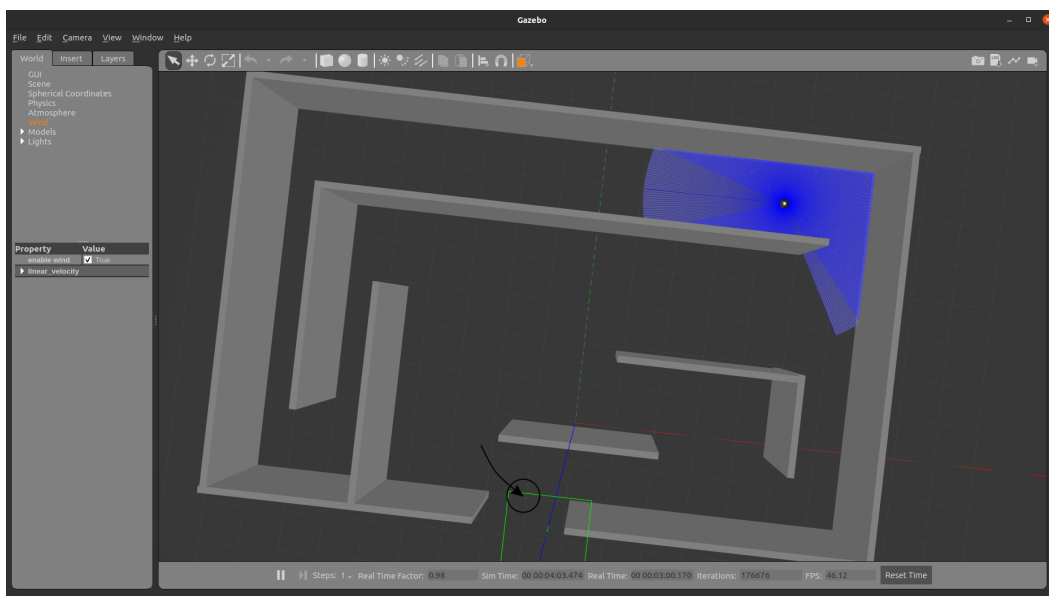 Gazebo
File Edit Camera View Window Help
World Insert Layers
GUI
Scene
Spherical Coordinates
Physics
Atmosphere
Wind
Models
Lights
Property Value
enable wind True
linear_velocity
Steps: 1 Real Time Factor: 0.98 Sim Time: 00 00:04:03.474 Real Time: 00 00:03:00.170 Iterations: 176676 FPS: 46.12 Reset Time